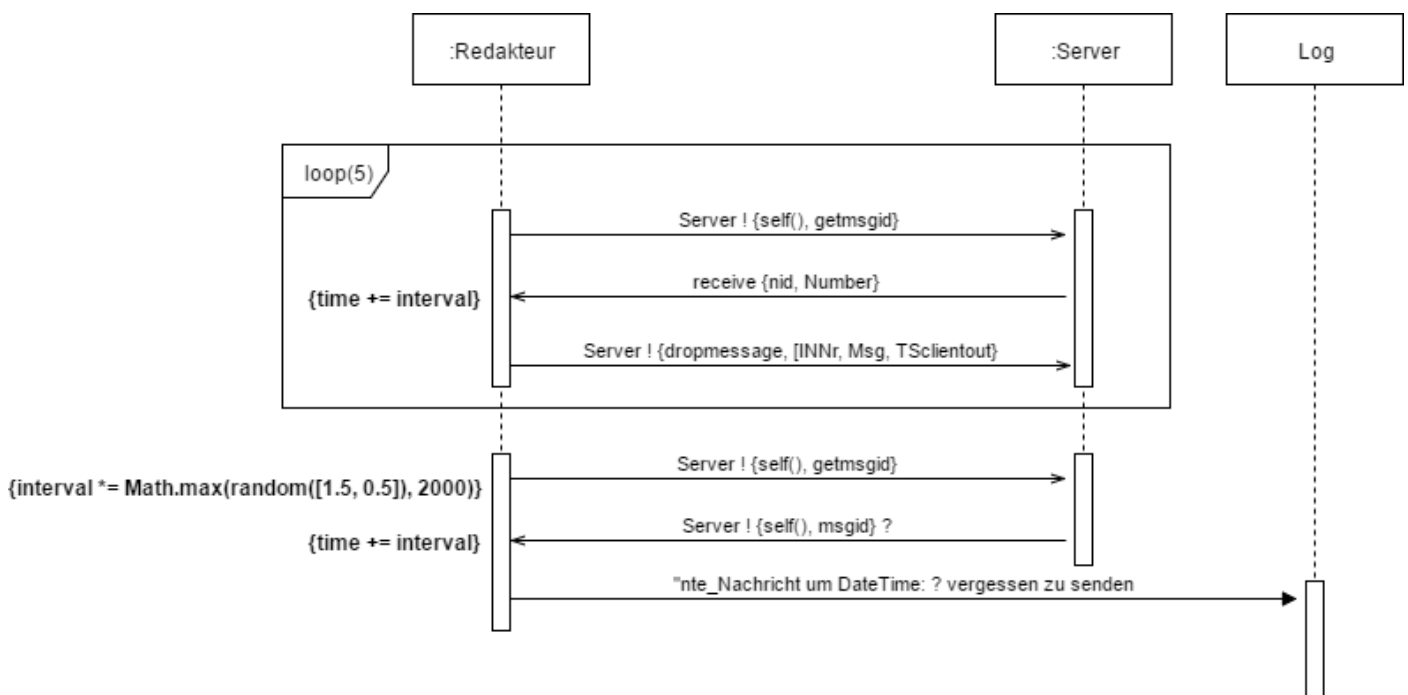 :Redakteur
:Server
Log
loop(5)
Server ! {self(), getmsgid}
receive {nid, Number}
{time += interval}
Server ! {dropmessage, [INNr, Msg, TSclientout}
Server ! {self(), getmsgid}
{interval *= Math.max(random([1.5, 0.5]), 2000)}
Server ! {self(), msgid} ?
{time += interval}
"nte_Nachricht um DateTime: ? vergessen zu senden